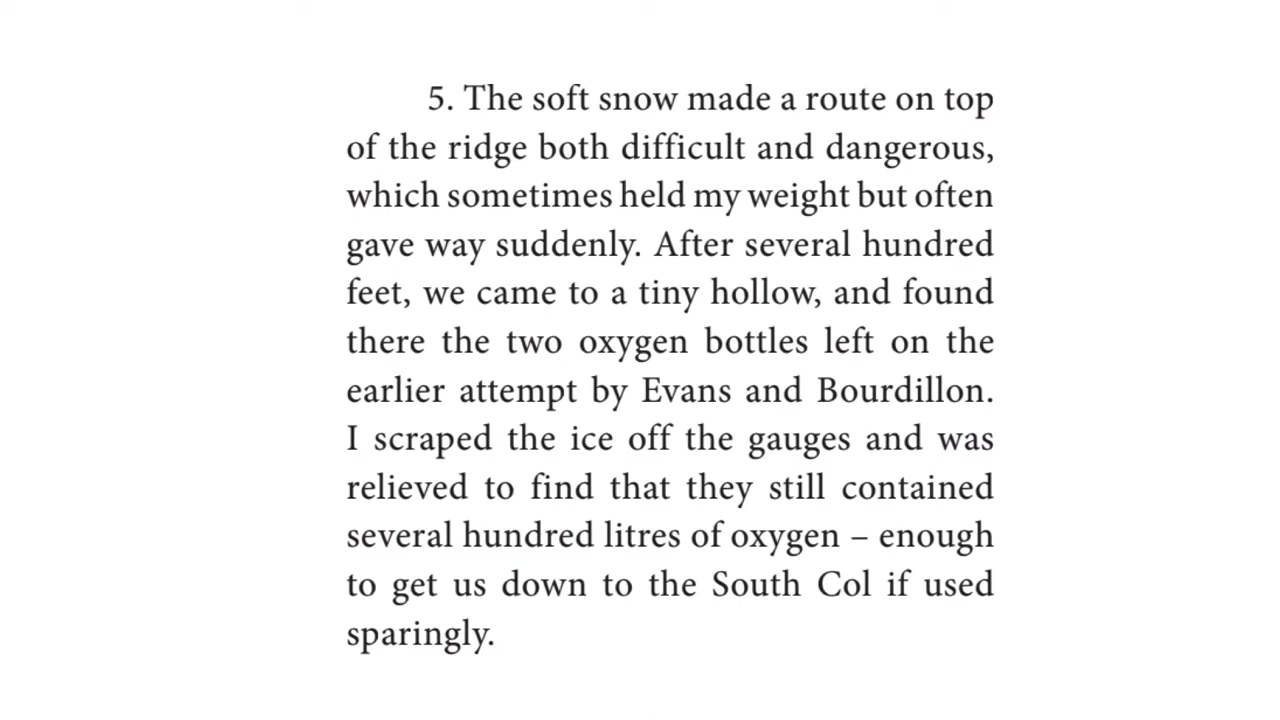 5. The soft snow made a route on top
of the ridge both difficult and dangerous,
which sometimes held my weight but often
gave way suddenly. After several hundred
feet, we came to a tiny hollow, and found
there the two oxygen bottles left on the
earlier attempt by Evans and Bourdillon.
I scraped the ice off the gauges and was
relieved to find that they still contained
several hundred litres of oxygen – enough
to get us down to the South Col if used
sparingly.